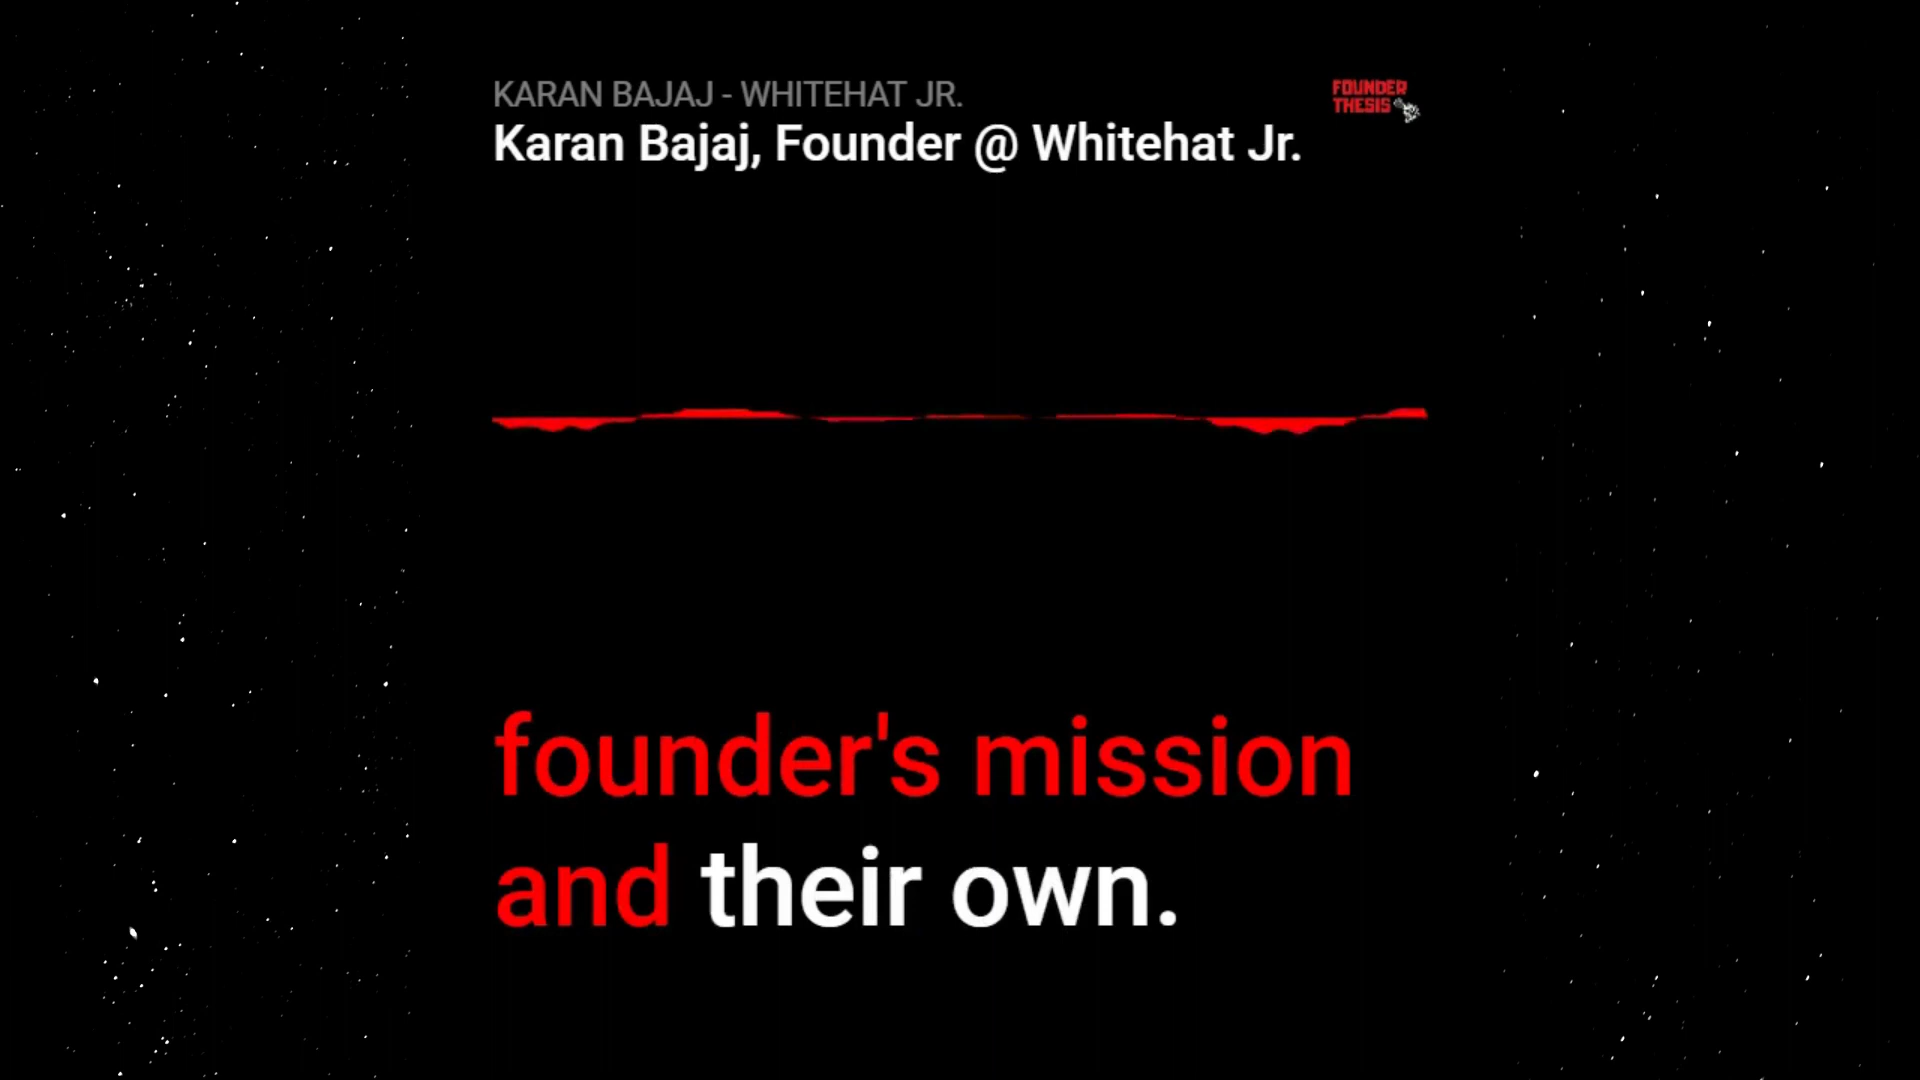 KARAN BAJAJ - WHITEHAT JR.
Karan Bajaj, Founder @ Whitehat Jr.
FOUNDER
THESIS
founder's mission
and their own.